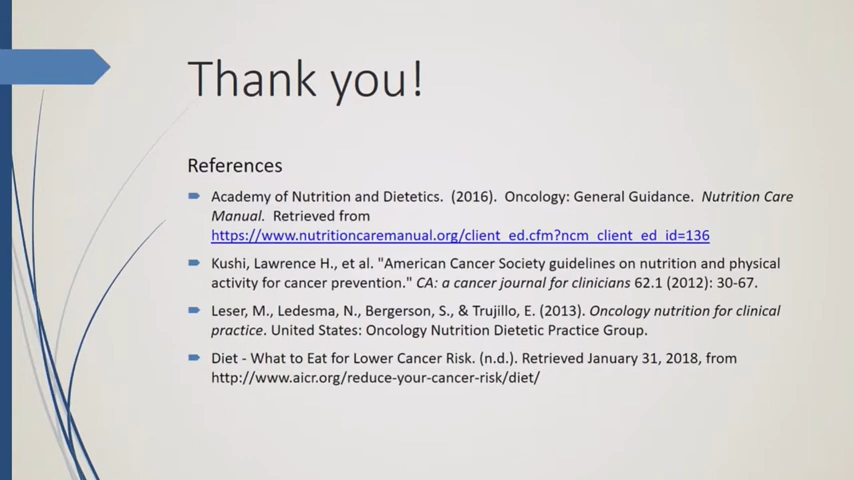 Thank you!
References
Academy of Nutrition and Dietetics. (2016). Oncology: General Guidance. Nutrition Care
Manual. Retrieved from
https://www.nutritioncaremanual.org/client_ed.cfm?ncm_client_ed_id=136
Kushi, Lawrence H., et al. "American Cancer Society guidelines on nutrition and physical
activity for cancer prevention." CA: a cancer journal for clinicians 62.1 (2012): 30-67.
Leser, M., Ledesma, N., Bergerson, S., & Trujillo, E. (2013). Oncology nutrition for clinical
practice. United States: Oncology Nutrition Dietetic Practice Group.
Diet - What to Eat for Lower Cancer Risk. (n.d.). Retrieved January 31, 2018, from
http://www.aicr.org/reduce-your-cancer-risk/diet/